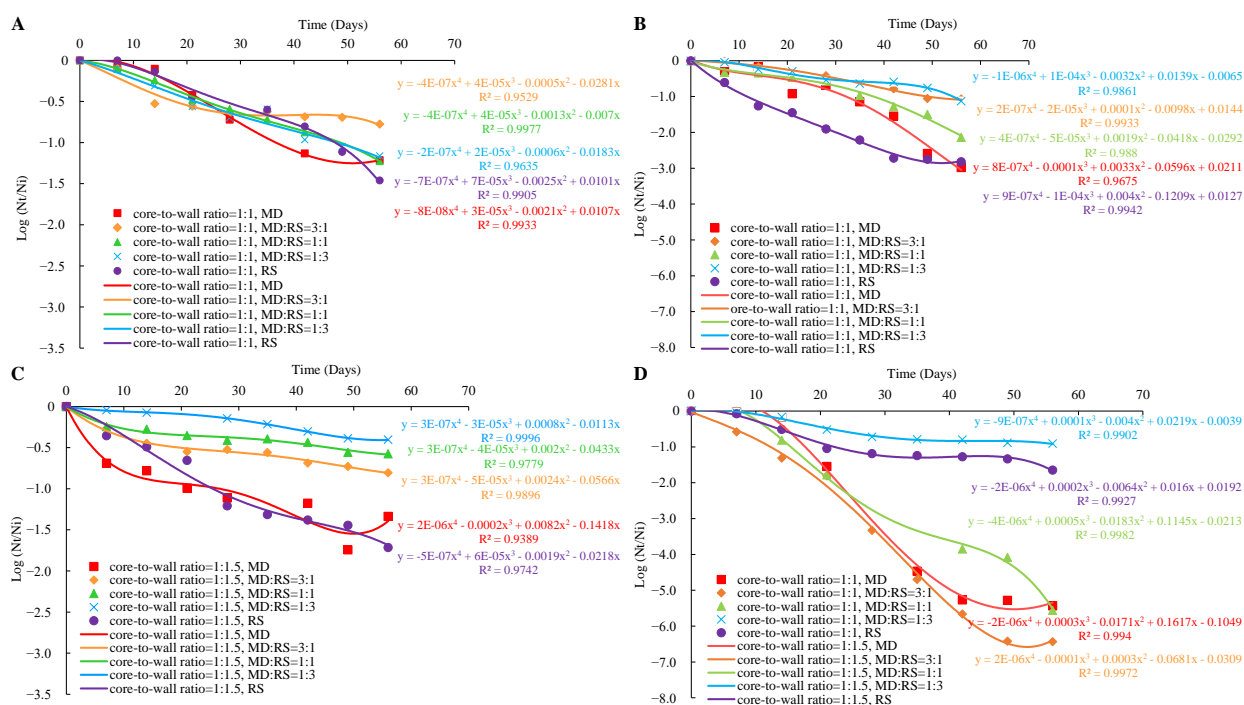 A
Time (Days)
0 10 20 30 40 50 60 70
Log (Nt/Ni)
0.0
−0.5
−1.0
−1.5
−2.0
−2.5
−3.0
−3.5
y = -4E-07x⁴ + 4E-05x³ - 0.0005x² - 0.0281x
R² = 0.9529
y = -4E-07x⁴ + 4E-05x³ - 0.0013x² - 0.007x
R² = 0.9977
y = -2E-07x⁴ + 2E-05x³ - 0.0006x² - 0.0183x
R² = 0.9635
y = -7E-07x⁴ + 7E-05x³ - 0.0025x² + 0.0101x
R² = 0.9905
y = -8E-08x⁴ + 3E-05x³ - 0.0021x² + 0.0107x
R² = 0.9933
core-to-wall ratio=1:1, MD
core-to-wall ratio=1:1, MD:RS=3:1
core-to-wall ratio=1:1, MD:RS=1:1
core-to-wall ratio=1:1, MD:RS=1:3
core-to-wall ratio=1:1, RS
core-to-wall ratio=1:1, MD
core-to-wall ratio=1:1, MD:RS=3:1
core-to-wall ratio=1:1, MD:RS=1:1
core-to-wall ratio=1:1, MD:RS=1:3
core-to-wall ratio=1:1, RS
B
Time (Days)
0 10 20 30 40 50 60 70
Log (Nt/Ni)
0.0
−1.0
−2.0
−3.0
−4.0
−5.0
−6.0
−7.0
−8.0
y = -1E-06x⁴ + 1E-04x³ - 0.0032x² + 0.0139x - 0.0065
R² = 0.9861
y = 2E-07x⁴ - 2E-05x³ + 0.0001x² - 0.0098x + 0.0144
R² = 0.9933
y = 4E-07x⁴ - 5E-05x³ + 0.0019x² - 0.0418x - 0.0292
R² = 0.988
y = 8E-07x⁴ - 0.0001x³ + 0.0033x² - 0.0596x + 0.0211
R² = 0.9675
y = 9E-07x⁴ - 1E-04x³ + 0.004x² - 0.1209x + 0.0127
R² = 0.9942
core-to-wall ratio=1:1, MD
core-to-wall ratio=1:1, MD:RS=3:1
core-to-wall ratio=1:1, MD:RS=1:1
core-to-wall ratio=1:1, MD:RS=1:3
core-to-wall ratio=1:1, RS
core-to-wall ratio=1:1, MD
ore-to-wall ratio=1:1, MD:RS=3:1
core-to-wall ratio=1:1, MD:RS=1:1
core-to-wall ratio=1:1, MD:RS=1:3
core-to-wall ratio=1:1, RS
C
Time (Days)
0 10 20 30 40 50 60 70
Log (Nt/Ni)
0.0
−0.5
−1.0
−1.5
−2.0
−2.5
−3.0
−3.5
y = 3E-07x⁴ - 3E-05x³ + 0.0008x² - 0.0113x
R² = 0.9996
y = 3E-07x⁴ - 4E-05x³ + 0.002x² - 0.0433x
R² = 0.9779
y = 3E-07x⁴ - 5E-05x³ + 0.0024x² - 0.0566x
R² = 0.9896
y = 2E-06x⁴ - 0.0002x³ + 0.0082x² - 0.1418x
R² = 0.9389
y = -5E-07x⁴ + 6E-05x³ - 0.0019x² - 0.0218x
R² = 0.9742
core-to-wall ratio=1:1.5, MD
core-to-wall ratio=1:1.5, MD:RS=3:1
core-to-wall ratio=1:1.5, MD:RS=1:1
core-to-wall ratio=1:1.5, MD:RS=1:3
core-to-wall ratio=1:1.5, RS
core-to-wall ratio=1:1.5, MD
core-to-wall ratio=1:1.5, MD:RS=3:1
core-to-wall ratio=1:1.5, MD:RS=1:1
core-to-wall ratio=1:1.5, MD:RS=1:3
core-to-wall ratio=1:1.5, RS
D
Time (Days)
0 10 20 30 40 50 60 70
Log (Nt/Ni)
0.0
−1.0
−2.0
−3.0
−4.0
−5.0
−6.0
−7.0
−8.0
y = -9E-07x⁴ + 0.0001x³ - 0.004x² + 0.0219x - 0.0039
R² = 0.9902
y = -2E-06x⁴ + 0.0002x³ - 0.0064x² + 0.016x + 0.0192
R² = 0.9927
y = -4E-06x⁴ + 0.0005x³ - 0.0183x² + 0.1145x - 0.0213
R² = 0.9982
y = -2E-06x⁴ + 0.0003x³ - 0.0171x² + 0.1617x - 0.1049
R² = 0.994
y = 2E-06x⁴ - 0.0001x³ + 0.0003x² - 0.0681x - 0.0309
R² = 0.9972
core-to-wall ratio=1:1, MD
core-to-wall ratio=1:1, MD:RS=3:1
core-to-wall ratio=1:1, MD:RS=1:1
core-to-wall ratio=1:1, MD:RS=1:3
core-to-wall ratio=1:1, RS
core-to-wall ratio=1:1.5, MD
core-to-wall ratio=1:1.5, MD:RS=3:1
core-to-wall ratio=1:1.5, MD:RS=1:1
core-to-wall ratio=1:1.5, MD:RS=1:3
core-to-wall ratio=1:1.5, RS